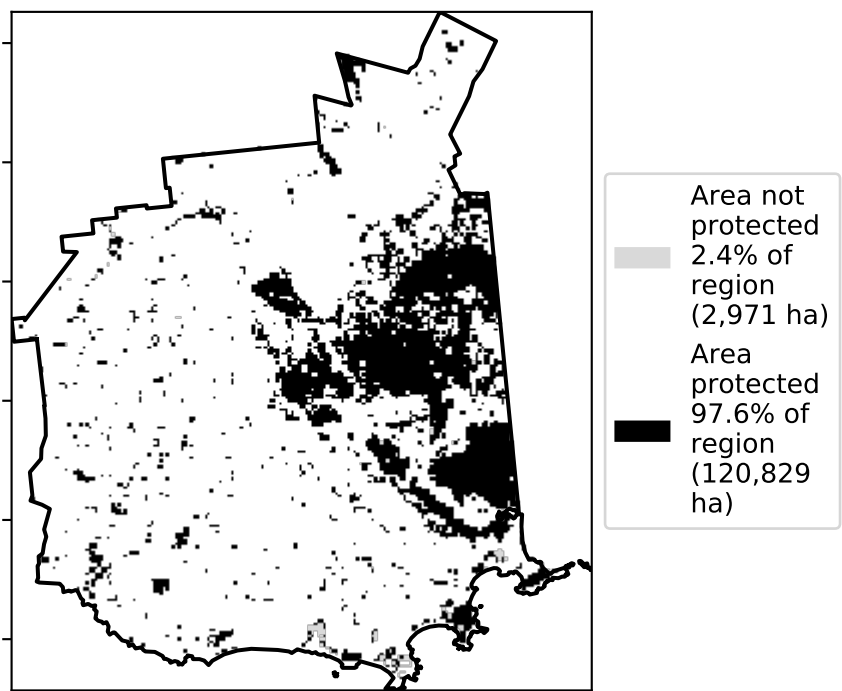 Area not
protected
2.4% of
region
(2,971 ha)
Area
protected
97.6% of
region
(120,829
ha)